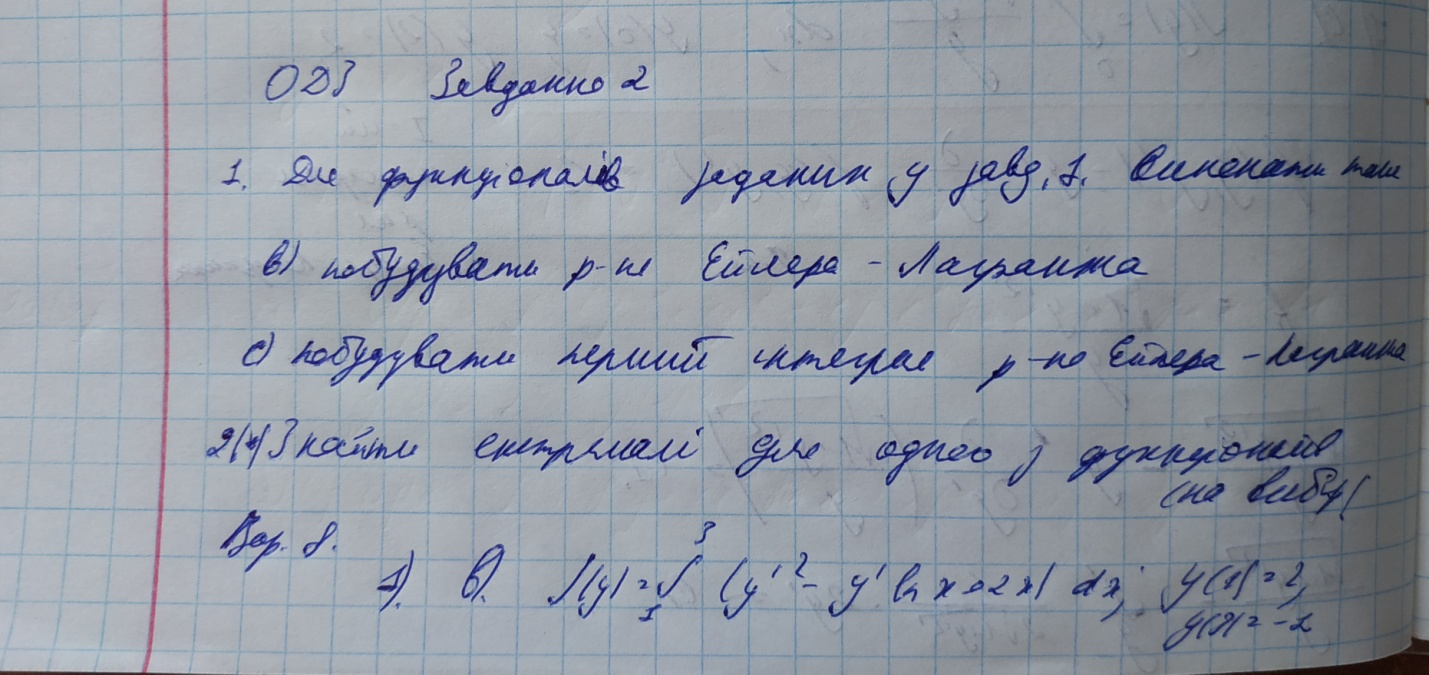 ОДЗ Завдання 2
1. Для функціоналів заданих у завд. 1. Виконати таке
b) побудувати р-ня Ейлера - Лагранжа
c) побудувати перший інтеграл р-ня Ейлера - Лагранжа
2(*) Знайти екстремалі для одного з функціоналів
(на вибір)
Вар. 8.
1). b). J(y) = ∫₁³ (y'² - y' ln x + 2x) dx; y(1) = 2,
y(3) = -2